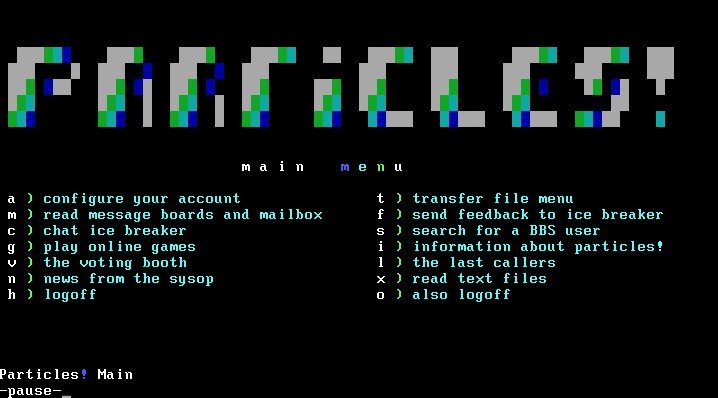 PARTiCLES!
main menu
a ) configure your account
m ) read message boards and mailbox
c ) chat ice breaker
g ) play online games
v ) the voting booth
n ) news from the sysop
h ) logoff
t ) transfer file menu
f ) send feedback to ice breaker
s ) search for a BBS user
i ) information about particles!
l ) the last callers
x ) read text files
o ) also logoff
Particles! Main
-pause-_